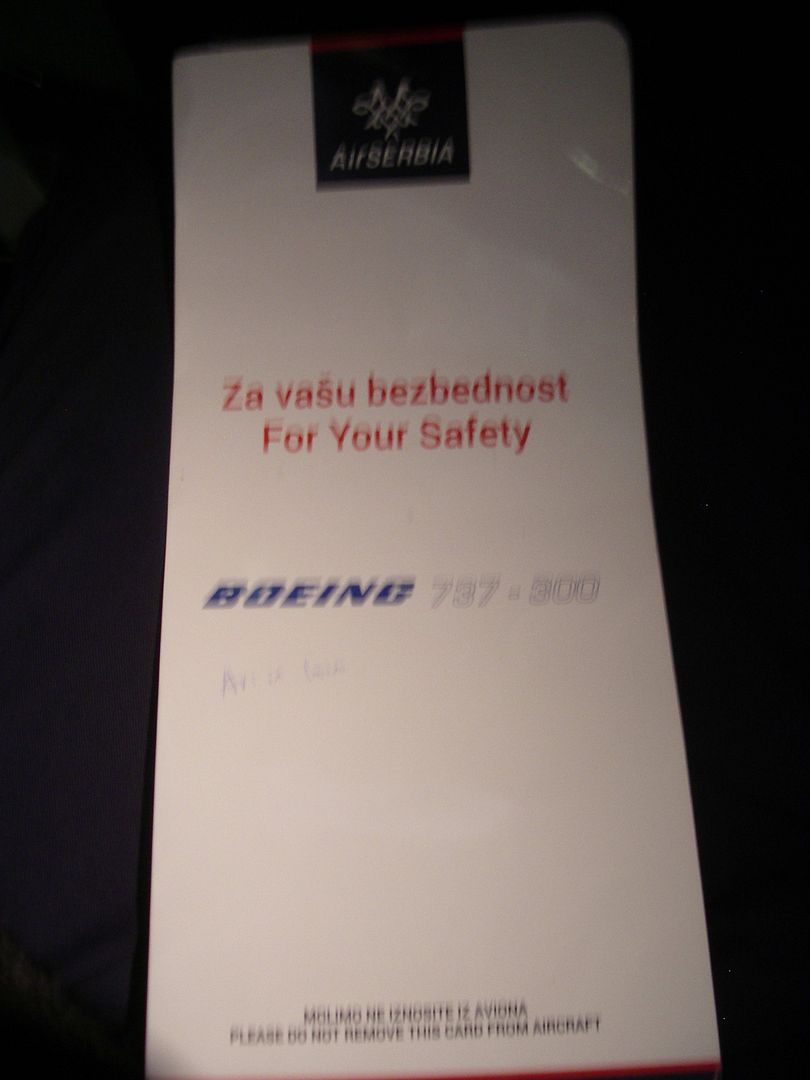 AirSERBIA
Za vašu bezbednost
For Your Safety
BOEING 737-300
MOLIMO NE IZNOSITE IZ AVIONA
PLEASE DO NOT REMOVE THIS CARD FROM AIRCRAFT